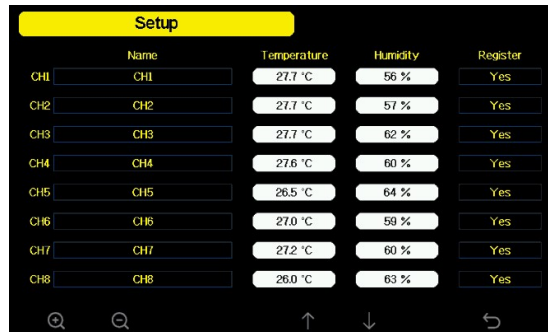 Setup
Name Temperature Humidity Register
CH1 CH1 27.7 °C 56 % Yes
CH2 CH2 27.7 °C 57 % Yes
CH3 CH3 27.7 °C 62 % Yes
CH4 CH4 27.6 °C 60 % Yes
CH5 CH5 26.5 °C 64 % Yes
CH6 CH6 27.0 °C 59 % Yes
CH7 CH7 27.2 °C 60 % Yes
CH8 CH8 26.0 °C 63 % Yes